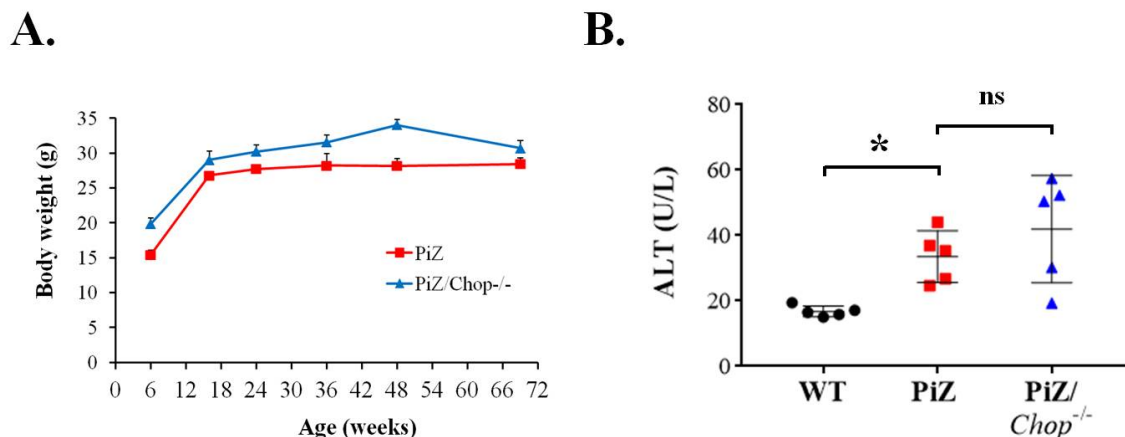 A.
Body weight (g)
35
30
25
20
15
10
5
0
PiZ
PiZ/Chop-/-
0 6 12 18 24 30 36 42 48 54 60 66 72
Age (weeks)
B.
ALT (U/L)
80
60
40
20
0
*
ns
WT PiZ PiZ/
Chop-/-